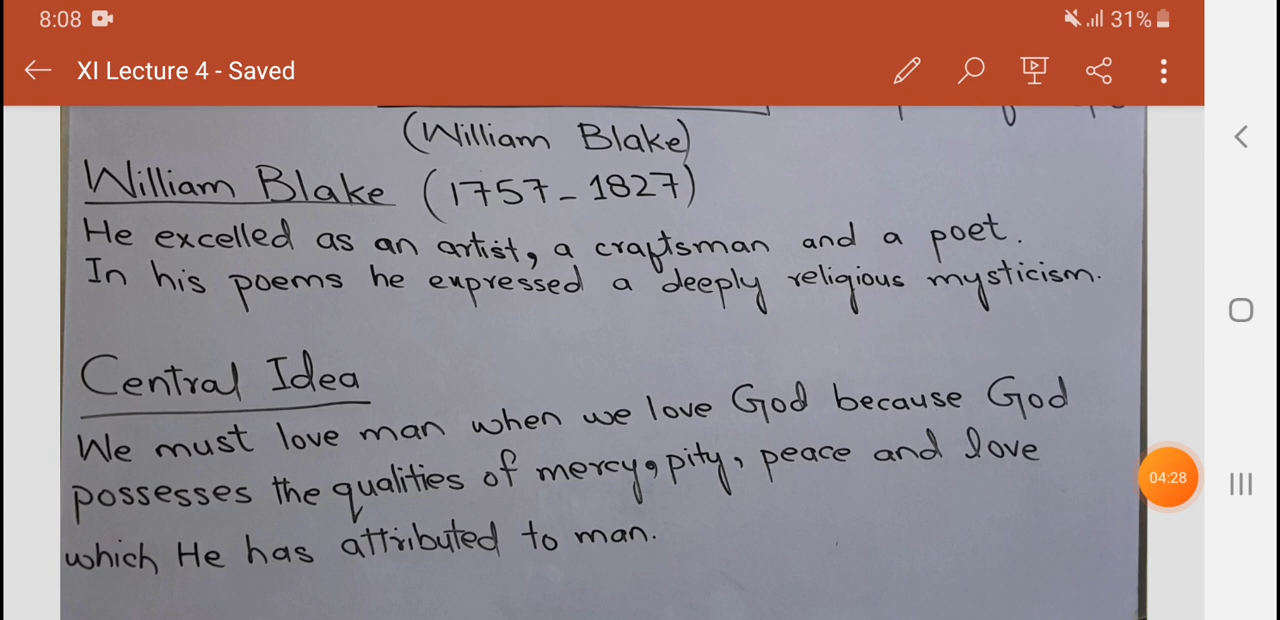 8:08
31%
XI Lecture 4 - Saved
(William Blake)
William Blake (1757-1827)
He excelled as an artist, a craftsman and a poet.
In his poems he expressed a deeply religious mysticism.
Central Idea
We must love man when we love God because God
possesses the qualities of mercy, pity, peace and love
which He has attributed to man.
04:28